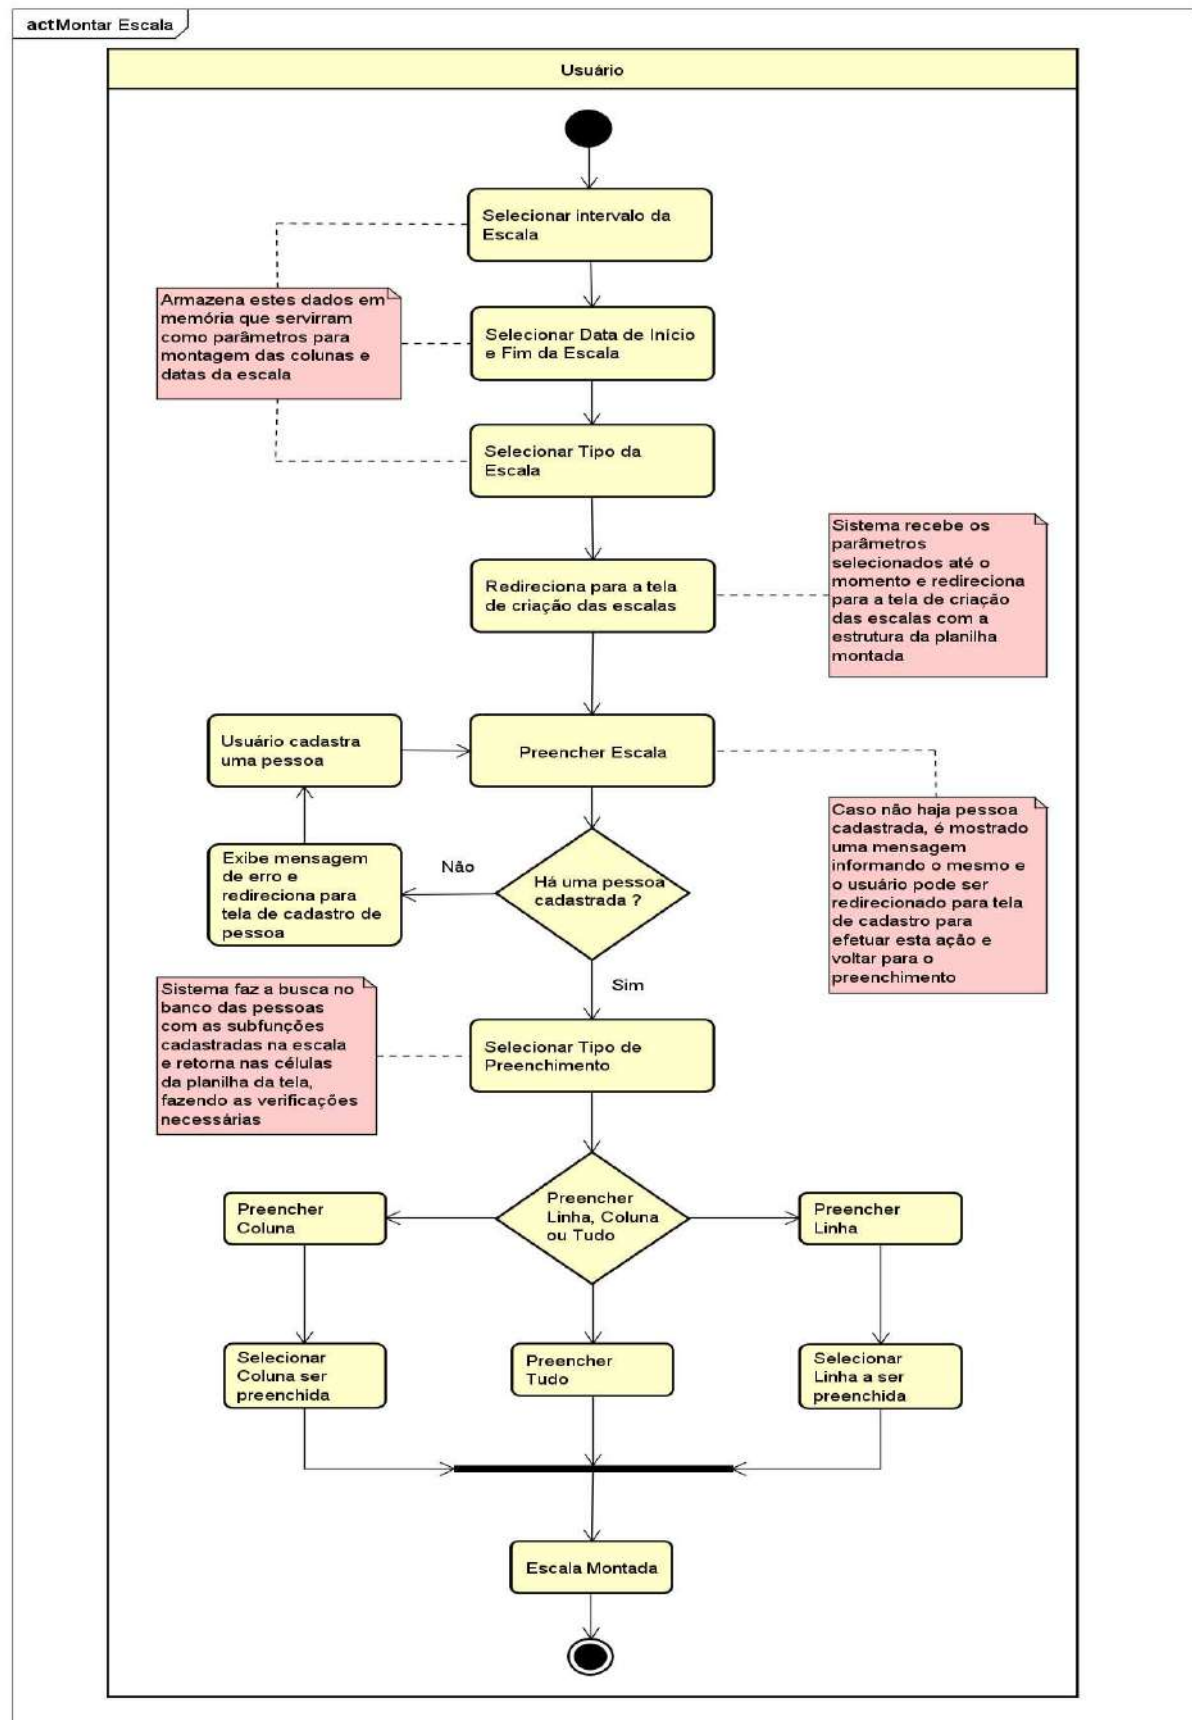 actMontar Escala
Usuário
Selecionar intervalo da
Escala
Armazena estes dados em
memória que servirram
como parâmetros para
montagem das colunas e
datas da escala
Selecionar Data de Início
e Fim da Escala
Selecionar Tipo da
Escala
Redireciona para a tela
de criação das escalas
Sistema recebe os
parâmetros
selecionados até o
momento e redireciona
para a tela de criação
das escalas com a
estrutura da planilha
montada
Usuário cadastra
uma pessoa
Preencher Escala
Exibe mensagem
de erro e
redireciona para
tela de cadastro de
pessoa
Não
Há uma pessoa
cadastrada ?
Caso não haja pessoa
cadastrada, é mostrado
uma mensagem
informando o mesmo e
o usuário pode ser
redirecionado para tela
de cadastro para
efetuar esta ação e
voltar para o
preenchimento
Sim
Sistema faz a busca no
banco das pessoas
com as subfunções
cadastradas na escala
e retorna nas células
da planilha da tela,
fazendo as verificações
necessárias
Selecionar Tipo de
Preenchimento
Preencher
Coluna
Preencher
Linha, Coluna
ou Tudo
Preencher
Linha
Selecionar
Coluna ser
preenchida
Preencher
Tudo
Selecionar
Linha a ser
preenchida
Escala Montada